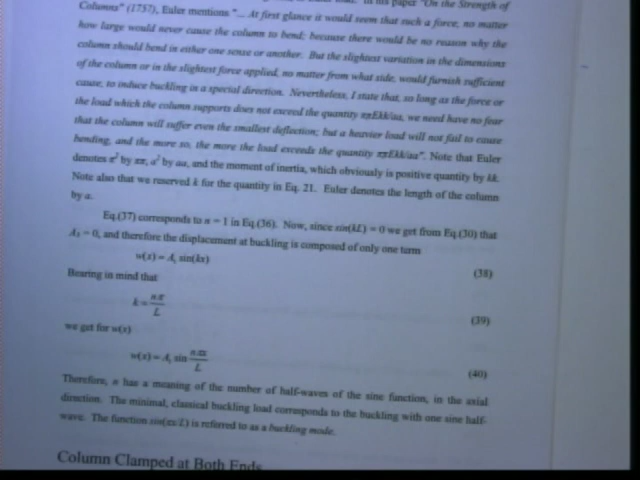 his paper "On the Strength of
Columns" (1757), Euler mentions "... At first glance it would seem that such a force, no matter
how large would never cause the column to bend; because there would be no reason why the
column should bend in either one sense or another. But the slightest variation in the dimensions
of the column or in the slightest force applied, no matter from what side, would furnish sufficient
cause, to induce buckling in a special direction. Nevertheless, I state that, so long as the force or
the load which the column supports does not exceed the quantity ππEkk/aa, we need have no fear
that the column will suffer even the smallest deflection; but a heavier load will not fail to cause
bending, and the more so, the more the load exceeds the quantity ππEkk/aa". Note that Euler
denotes π² by ππ, a² by aa, and the moment of inertia, which obviously is positive quantity by kk.
Note also that we reserved k for the quantity in Eq. 21. Euler denotes the length of the column
by a.
Eq.(37) corresponds to n = 1 in Eq.(36). Now, since sin(kL) = 0 we get from Eq.(30) that
A₂ = 0, and therefore the displacement at buckling is composed of only one term
w(x) = A₁ sin(kx) (38)
Bearing in mind that
k = nπ/L (39)
we get for w(x)
w(x) = A₁ sin nπx/L (40)
Therefore, n has a meaning of the number of half-waves of the sine function, in the axial
direction. The minimal, classical buckling load corresponds to the buckling with one sine half-
wave. The function sin(πx/L) is referred to as a buckling mode.
Column Clamped at Both Ends